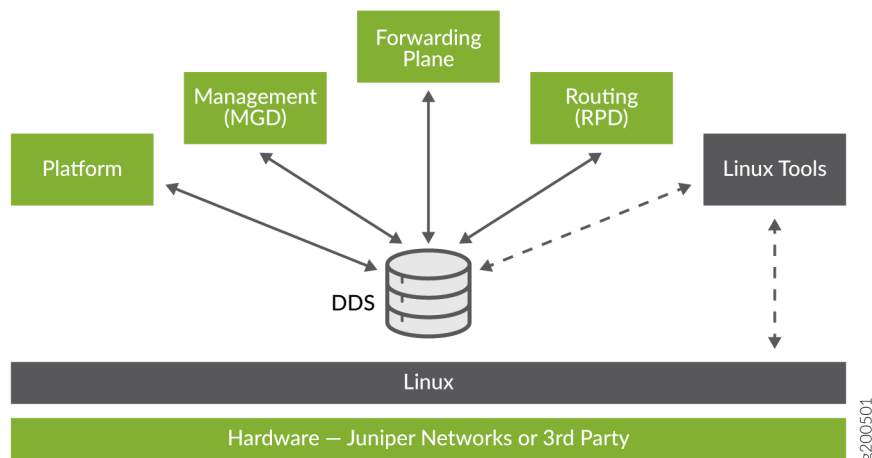 Forwarding
Plane
Management
(MGD)
Routing
(RPD)
Platform
Linux Tools
DDS
Linux
Hardware — Juniper Networks or 3rd Party
g200501